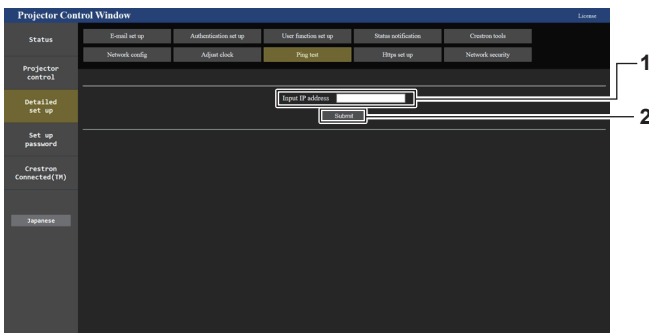 Projector Control Window
License
Status
E-mail set up
Authentication set up
User function set up
Status notification
Crestron tools
Network config
Adjust clock
Ping test
Https set up
Network security
Projector
control
Detailed
set up
Set up
password
Crestron
Connected(TM)
Japanese
Input IP address
Submit
1
2